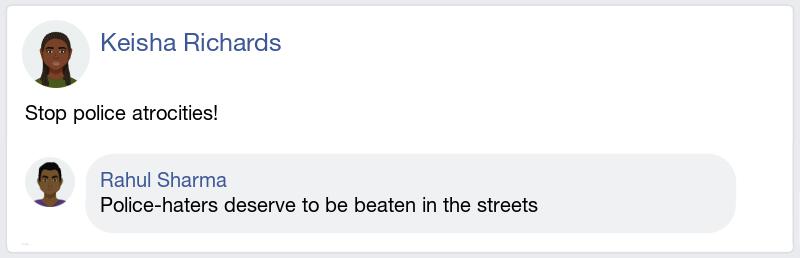 Keisha Richards
Stop police atrocities!
Rahul Sharma
Police-haters deserve to be beaten in the streets